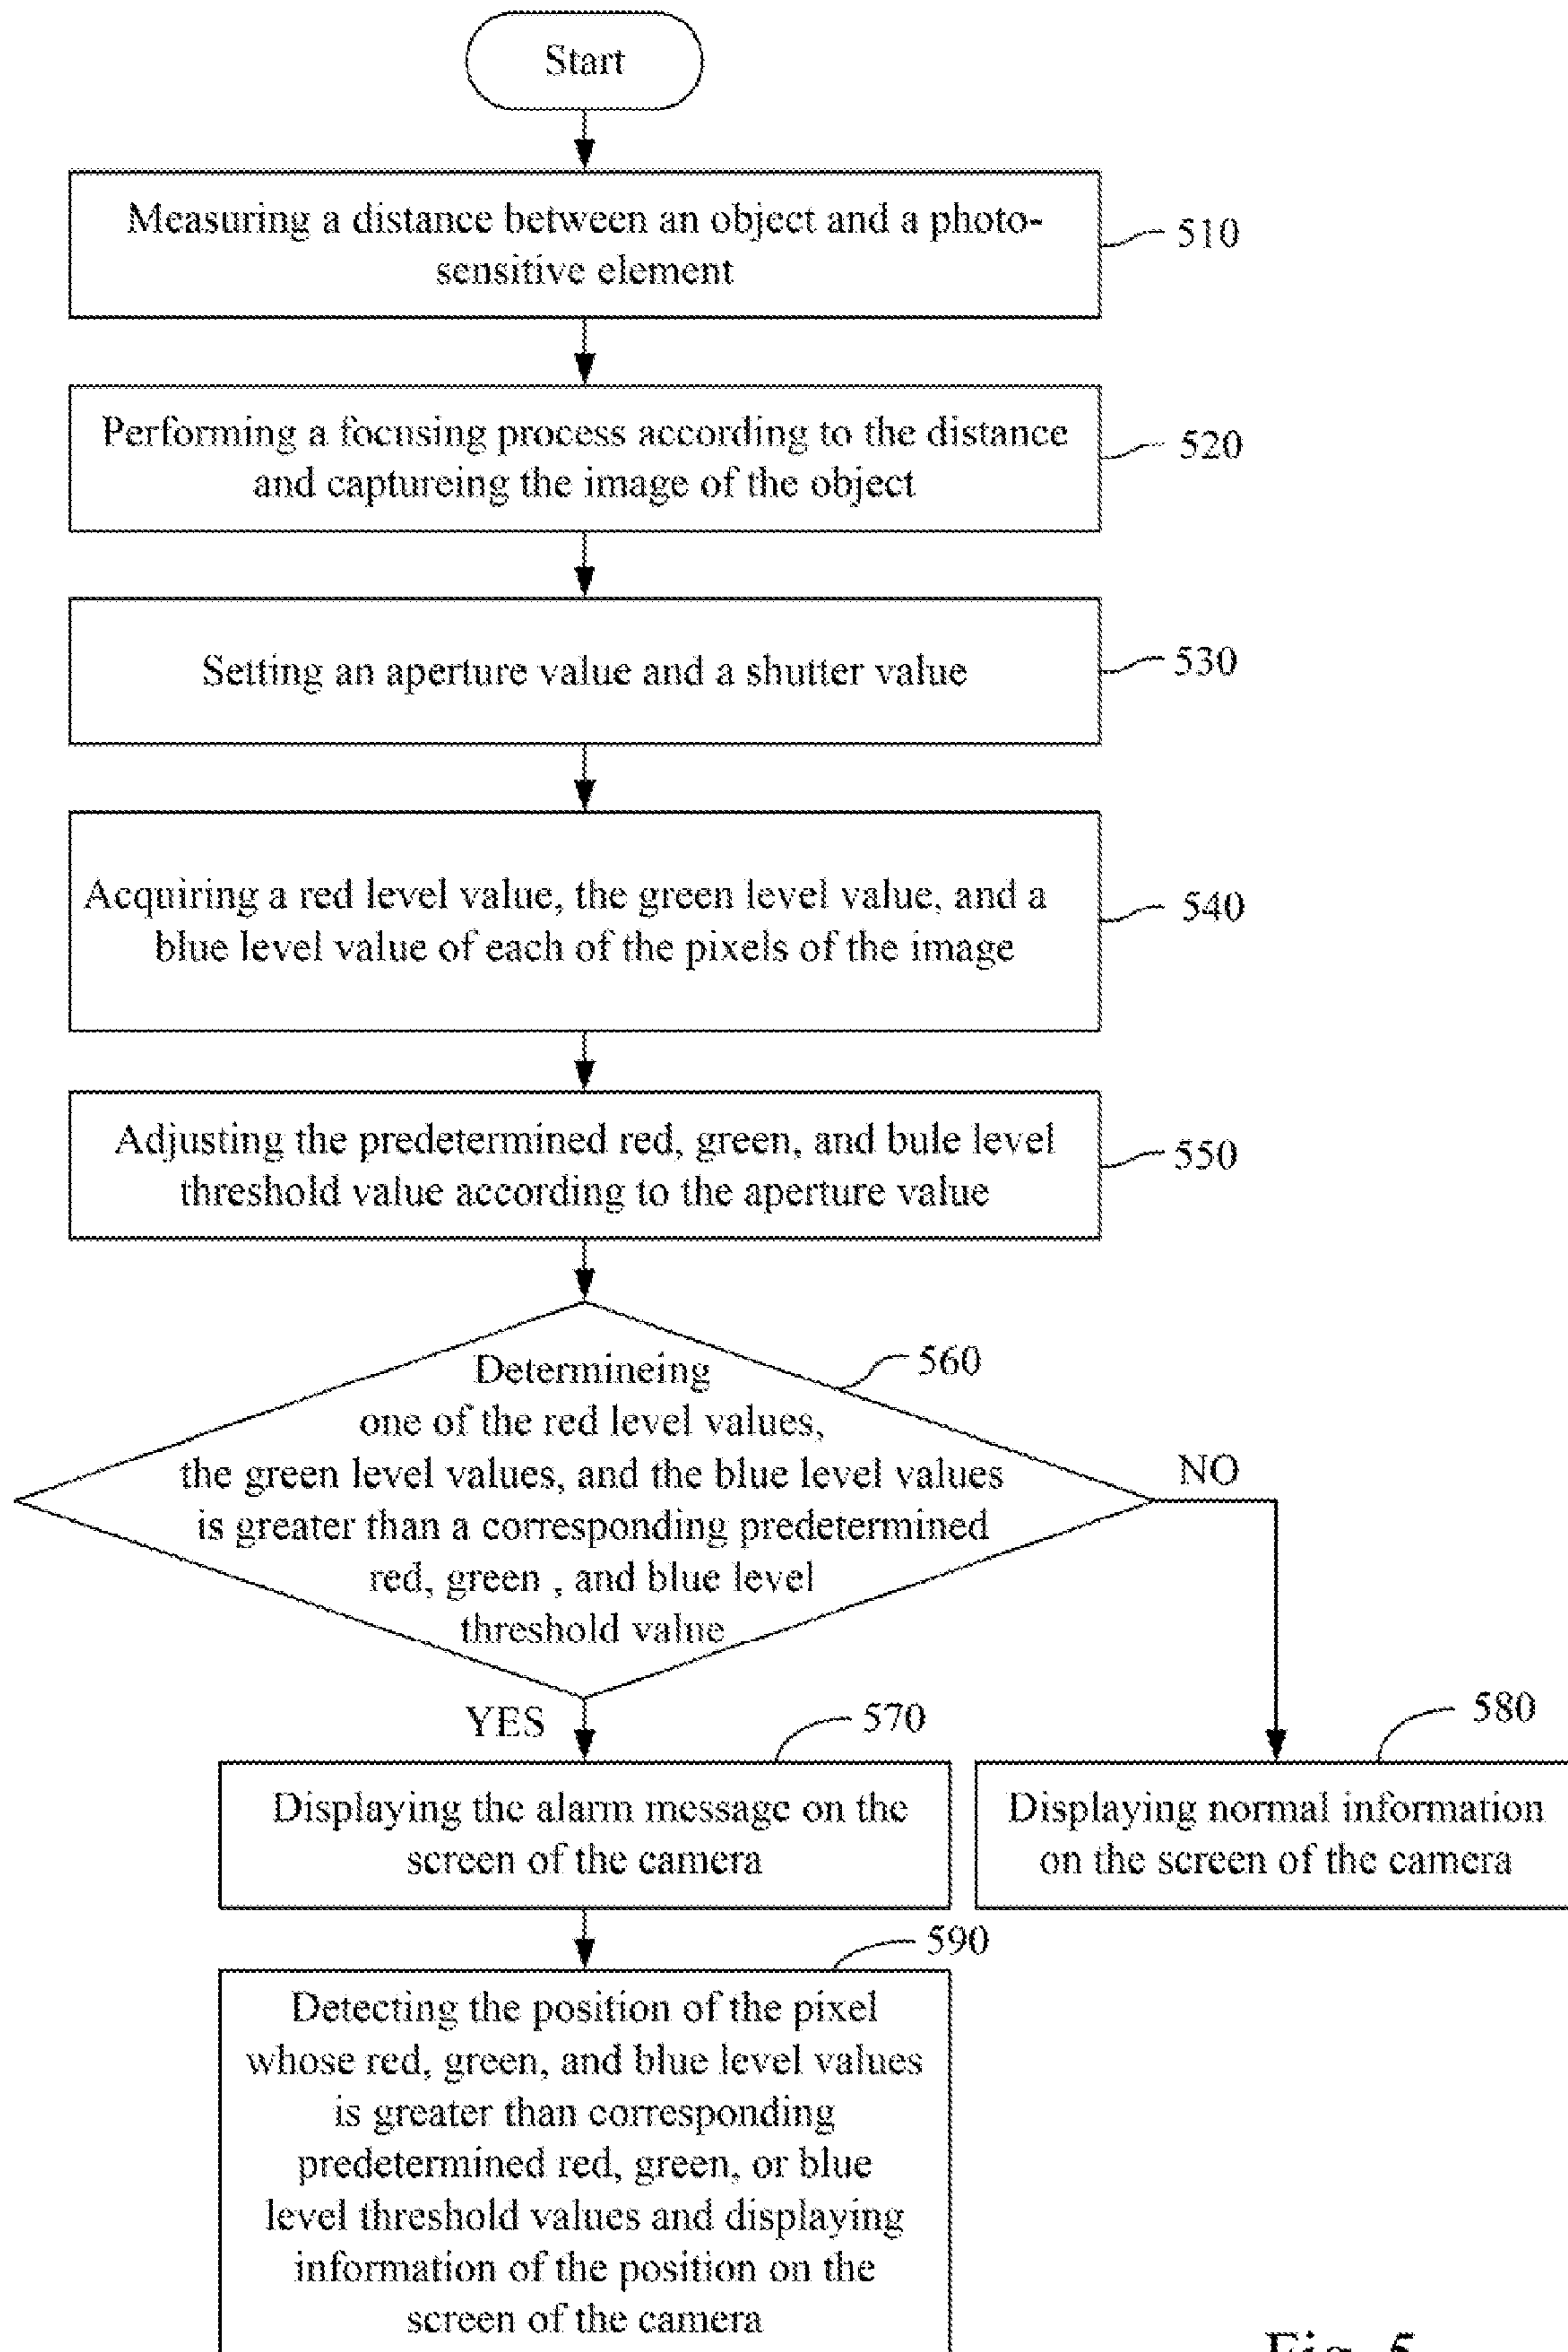 Start
Measuring a distance between an object and a photo-
sensitive element
510
Performing a focusing process according to the distance
and captureing the image of the object
520
Setting an aperture value and a shutter value
530
Acquiring a red level value, the green level value, and a
blue level value of each of the pixels of the image
540
Adjusting the predetermined red, green, and bule level
threshold value according to the aperture value
550
Determineing
one of the red level values,
the green level values, and the blue level values
is greater than a corresponding predetermined
red, green , and blue level
threshold value
560
NO
YES
570
580
Displaying the alarm message on the
screen of the camera
Displaying normal information
on the screen of the camera
590
Detecting the position of the pixel
whose red, green, and blue level values
is greater than corresponding
predetermined red, green, or blue
level threshold values and displaying
information of the position on the
screen of the camera
Fig. 5